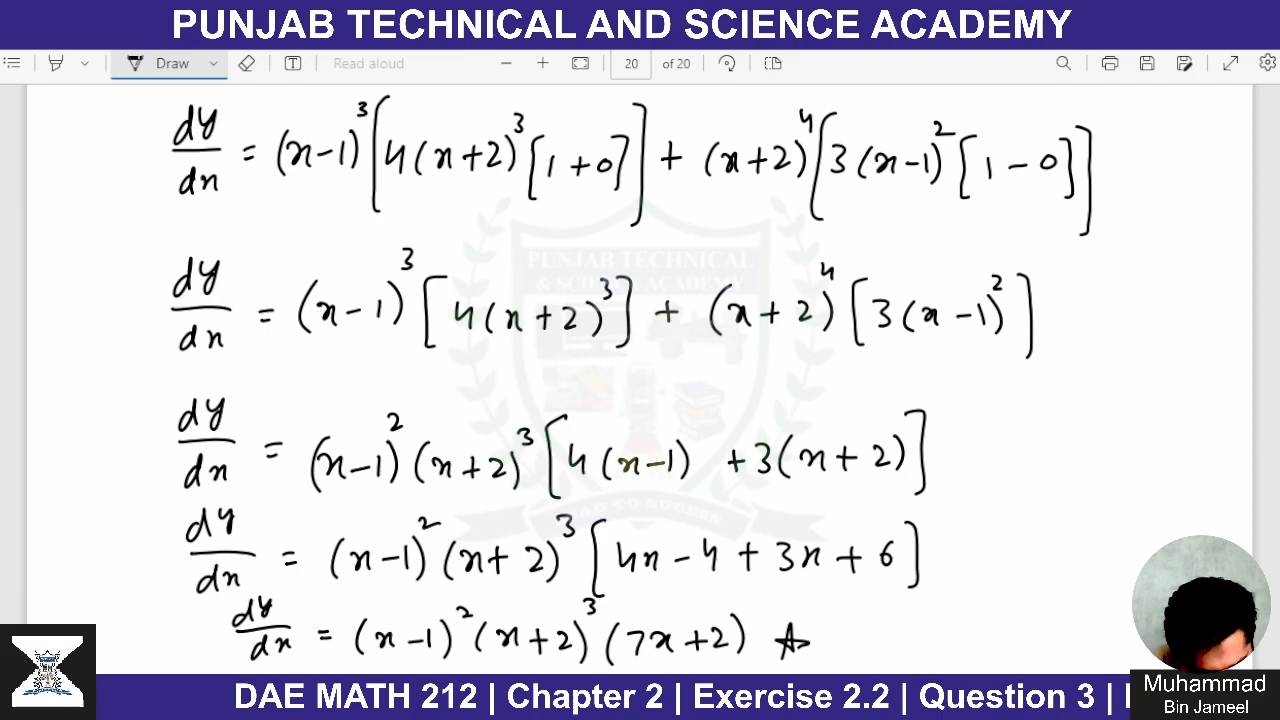 PUNJAB TECHNICAL AND SCIENCE ACADEMY
Draw Read aloud 20 of 20
dy/dx = (x-1)³[4(x+2)³[1+0]] + (x+2)⁴[3(x-1)²[1-0]]
PUNJAB TECHNICAL
& SCIENCE ACADEMY
dy/dx = (x-1)³[4(x+2)³] + (x+2)⁴[3(x-1)²]
dy/dx = (x-1)²(x+2)³[4(x-1) +3(x+2)]
dy/dx = (x-1)²(x+2)³[4x-4+3x+6]
dy/dx = (x-1)²(x+2)³(7x+2)
DAE MATH 212 | Chapter 2 | Exercise 2.2 | Question 3 |
Muhammad
Bin Jameel